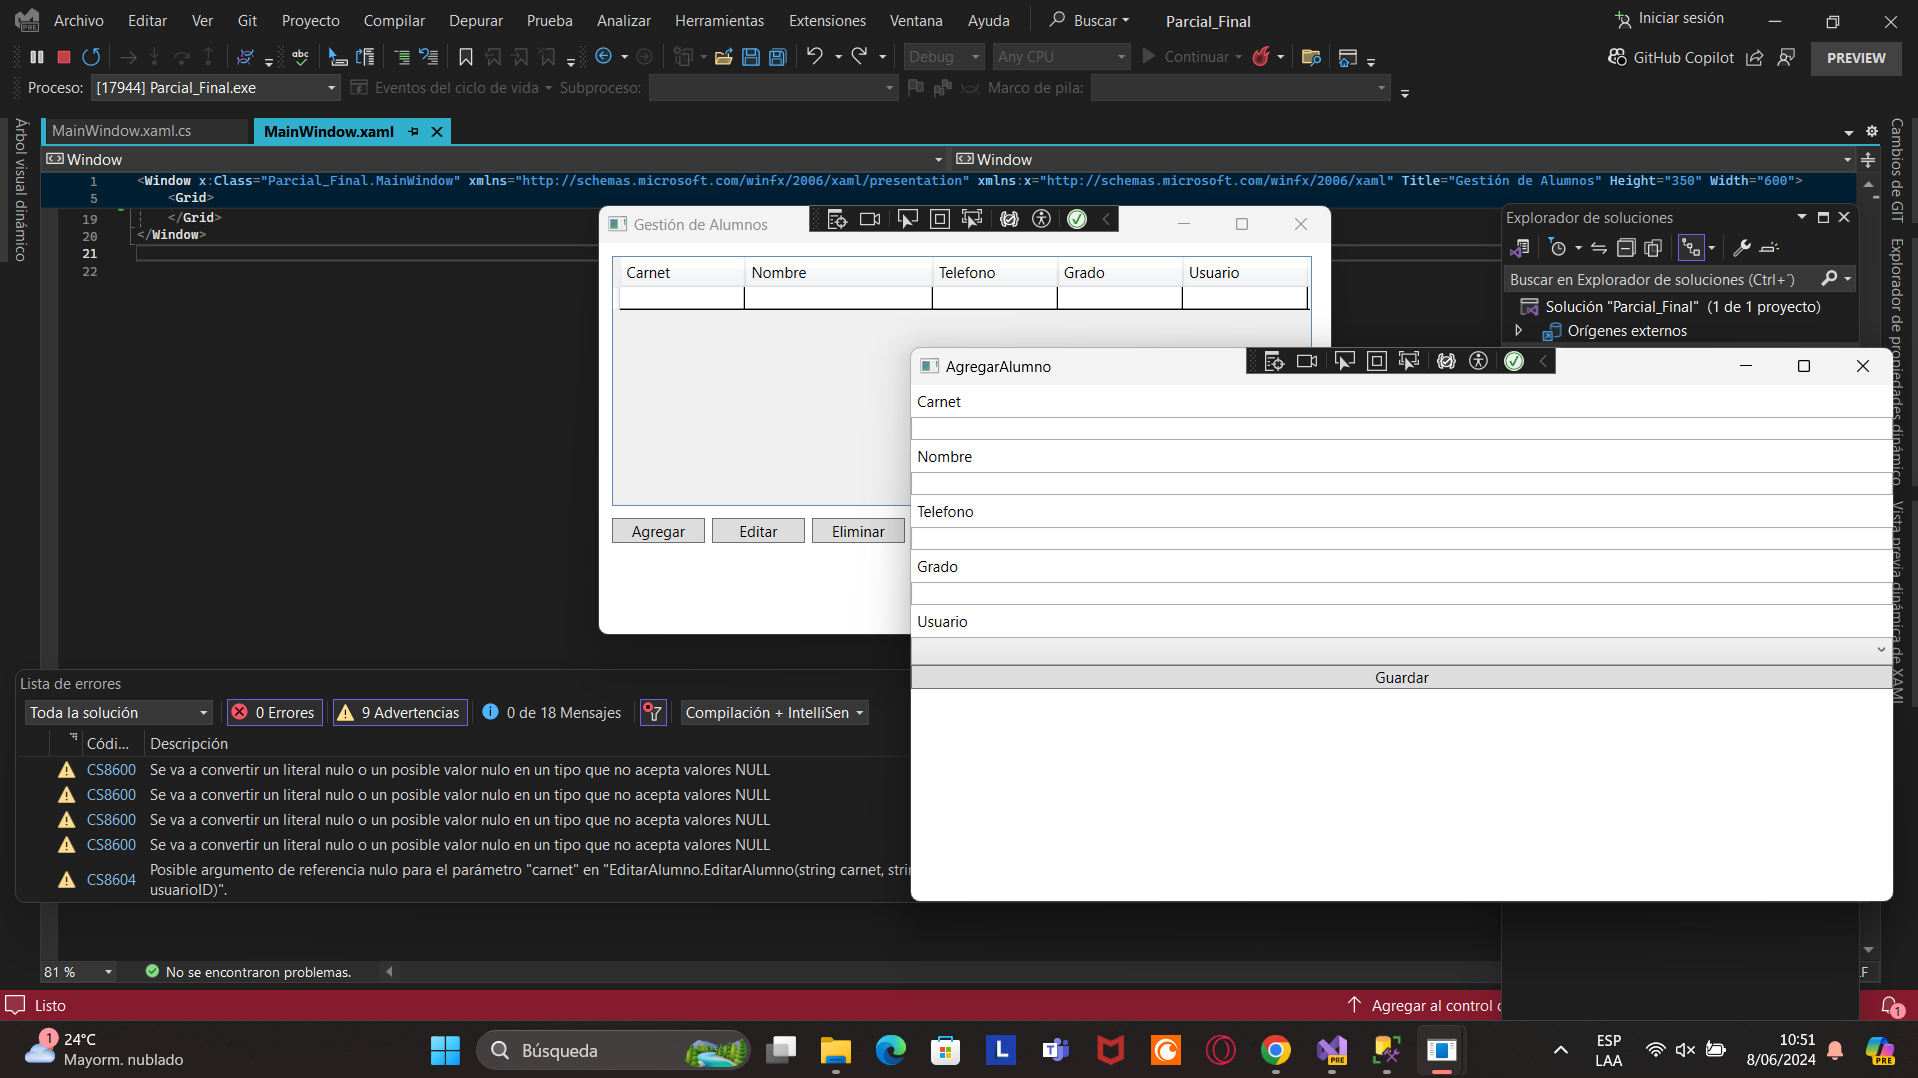 Archivo Editar Ver Git Proyecto Compilar Depurar Prueba Analizar Herramientas Extensiones Ventana Ayuda Buscar Parcial_Final Iniciar sesión
Debug Any CPU Continuar GitHub Copilot PREVIEW
Proceso: [17944] Parcial_Final.exe Eventos del ciclo de vida Subproceso: Marco de pila:
Árbol visual dinámico
MainWindow.xaml.cs MainWindow.xaml
Window Window
1 <Window x:Class="Parcial_Final.MainWindow" xmlns="http://schemas.microsoft.com/winfx/2006/xaml/presentation" xmlns:x="http://schemas.microsoft.com/winfx/2006/xaml" Title="Gestión de Alumnos" Height="350" Width="600">
5 <Grid>
19 </Grid>
20 </Window>
21
22
Gestión de Alumnos
Carnet Nombre Telefono Grado Usuario
Agregar Editar Eliminar
Explorador de soluciones
Buscar en Explorador de soluciones (Ctrl+´)
Solución "Parcial_Final" (1 de 1 proyecto)
Orígenes externos
Cambios de GIT
Explorador de propiedades dinámico
Vista previa dinámica de XAML
AgregarAlumno
Carnet
Nombre
Telefono
Grado
Usuario
Guardar
Lista de errores
Toda la solución 0 Errores 9 Advertencias 0 de 18 Mensajes Compilación + IntelliSen
Códi... Descripción
CS8600 Se va a convertir un literal nulo o un posible valor nulo en un tipo que no acepta valores NULL
CS8600 Se va a convertir un literal nulo o un posible valor nulo en un tipo que no acepta valores NULL
CS8600 Se va a convertir un literal nulo o un posible valor nulo en un tipo que no acepta valores NULL
CS8600 Se va a convertir un literal nulo o un posible valor nulo en un tipo que no acepta valores NULL
CS8604 Posible argumento de referencia nulo para el parámetro "carnet" en "EditarAlumno.EditarAlumno(string carnet, strin
usuarioID)".
81 % No se encontraron problemas. LF
Listo Agregar al control
1
1 24°C
Mayorm. nublado
Búsqueda
L
PRE
ESP
LAA
10:51
8/06/2024
PRE